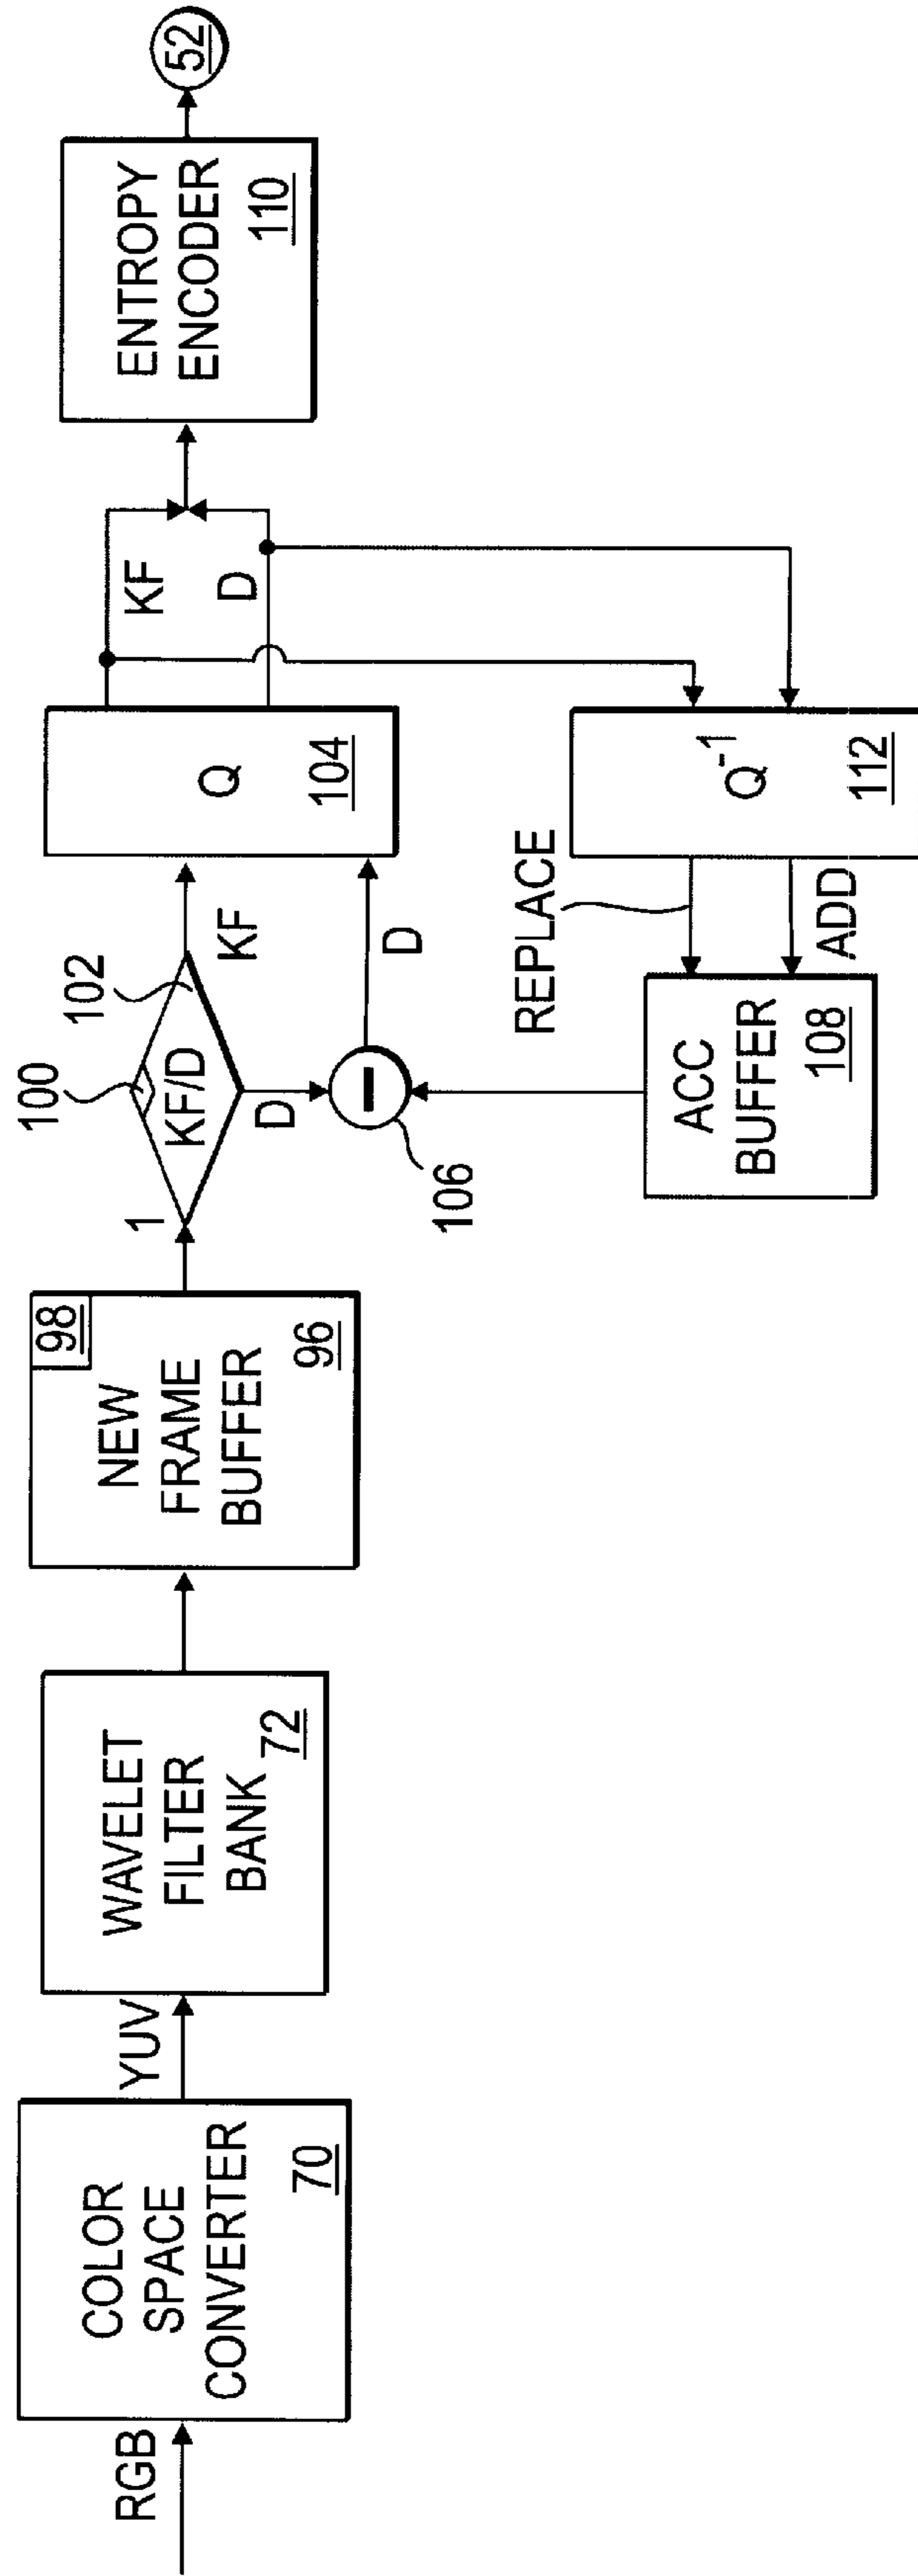 RGB
COLOR
SPACE
CONVERTER
70
YUV
WAVELET
FILTER
BANK
72
98
NEW
FRAME
BUFFER
96
1
100
KF/D
102
KF
D
106
D
Q
104
KF
D
ENTROPY
ENCODER
110
52
ACC
BUFFER
108
REPLACE
ADD
Q-1
112